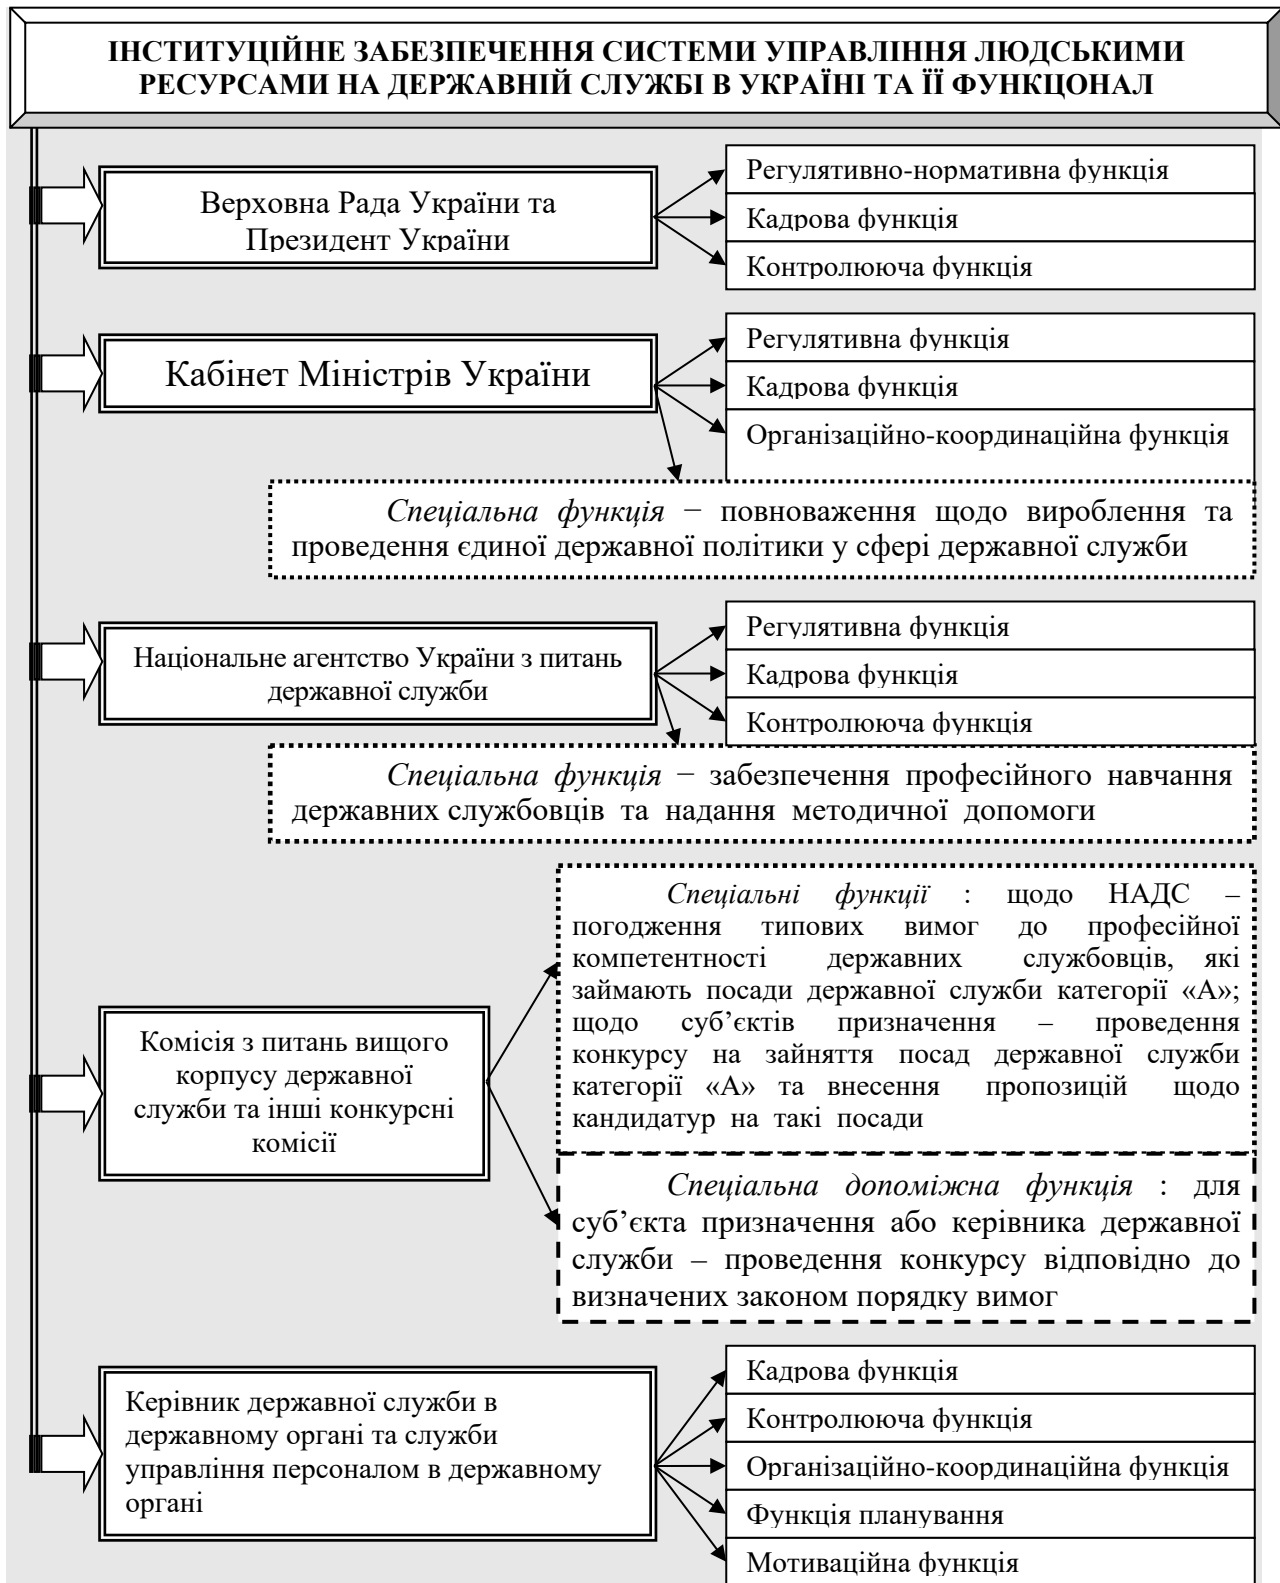 ІНСТИТУЦІЙНЕ ЗАБЕЗПЕЧЕННЯ СИСТЕМИ УПРАВЛІННЯ ЛЮДСЬКИМИ
РЕСУРСАМИ НА ДЕРЖАВНІЙ СЛУЖБІ В УКРАЇНІ ТА ЇЇ ФУНКЦОНАЛ
Верховна Рада України та
Президент України
Регулятивно-нормативна функція
Кадрова функція
Контролююча функція
Кабінет Міністрів України
Регулятивна функція
Кадрова функція
Організаційно-координаційна функція
Спеціальна функція − повноваження щодо вироблення та
проведення єдиної державної політики у сфері державної служби
Національне агентство України з питань
державної служби
Регулятивна функція
Кадрова функція
Контролююча функція
Спеціальна функція − забезпечення професійного навчання
державних службовців та надання методичної допомоги
Комісія з питань вищого
корпусу державної
служби та інші конкурсні
комісії
Спеціальні функції : щодо НАДС –
погодження типових вимог до професійної
компетентності державних службовців, які
займають посади державної служби категорії «А»;
щодо суб’єктів призначення – проведення
конкурсу на зайняття посад державної служби
категорії «А» та внесення пропозицій щодо
кандидатур на такі посади
Спеціальна допоміжна функція : для
суб’єкта призначення або керівника державної
служби – проведення конкурсу відповідно до
визначених законом порядку вимог
Керівник державної служби в
державному органі та служби
управління персоналом в державному
органі
Кадрова функція
Контролююча функція
Організаційно-координаційна функція
Функція планування
Мотиваційна функція